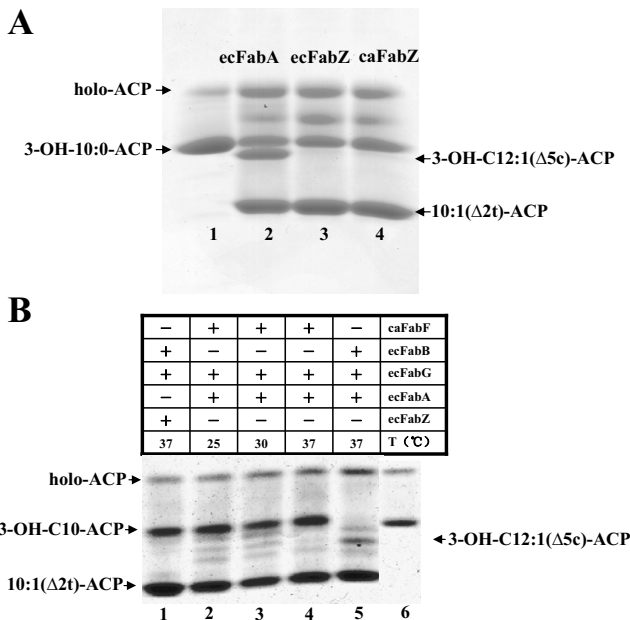 A
ecFabA ecFabZ caFabZ
holo-ACP
3-OH-10:0-ACP
3-OH-C12:1(Δ5c)-ACP
10:1(Δ2t)-ACP
1 2 3 4
B
− + + + − caFabF
+ − − − + ecFabB
+ + + + + ecFabG
− + + + + ecFabA
+ − − − − ecFabZ
37 25 30 37 37 T (℃)
holo-ACP
3-OH-C10-ACP
3-OH-C12:1(Δ5c)-ACP
10:1(Δ2t)-ACP
1 2 3 4 5 6